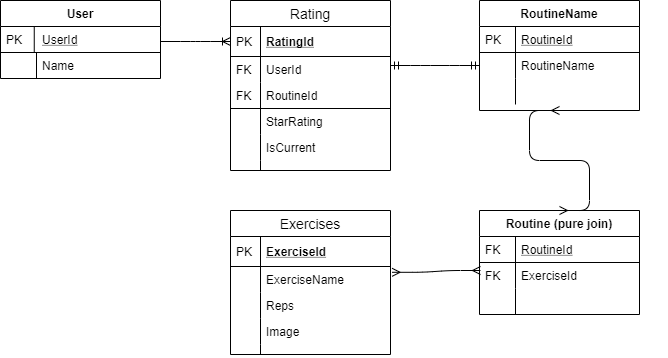 User
PK UserId
Name
Rating
PK RatingId
FK UserId
FK RoutineId
StarRating
IsCurrent
RoutineName
PK RoutineId
RoutineName
Exercises
PK ExerciseId
ExerciseName
Reps
Image
Routine (pure join)
FK RoutineId
FK ExerciseId